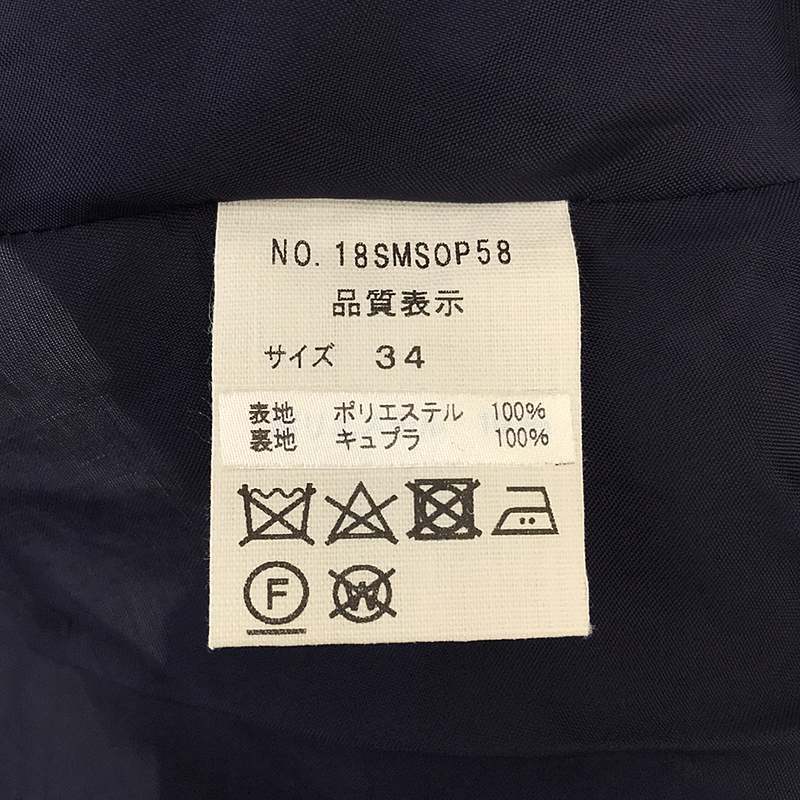 NO. 18SMSOP58
品質表示
サイズ 34
表地 ポリエステル 100%
裏地 キュプラ 100%
F W